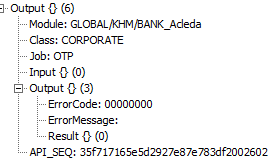 Output {} (6)
Module: GLOBAL/KHM/BANK_Acleda
Class: CORPORATE
Job: OTP
Input {} (0)
Output {} (3)
ErrorCode: 00000000
ErrorMessage:
Result {} (0)
API_SEQ: 35f717165e5d2927e87e783df2002602